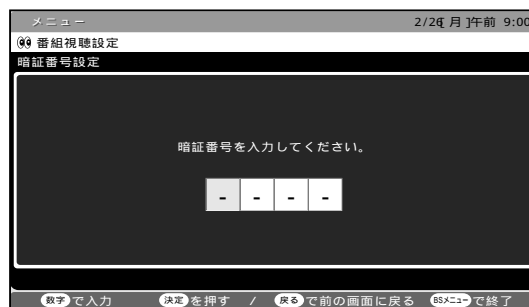 メニュー 2/26[月]午前 9:00
番組視聴設定
暗証番号設定
暗証番号を入力してください。
- - - -
数字で入力 決定を押す / 戻るで前の画面に戻る BSメニューで終了